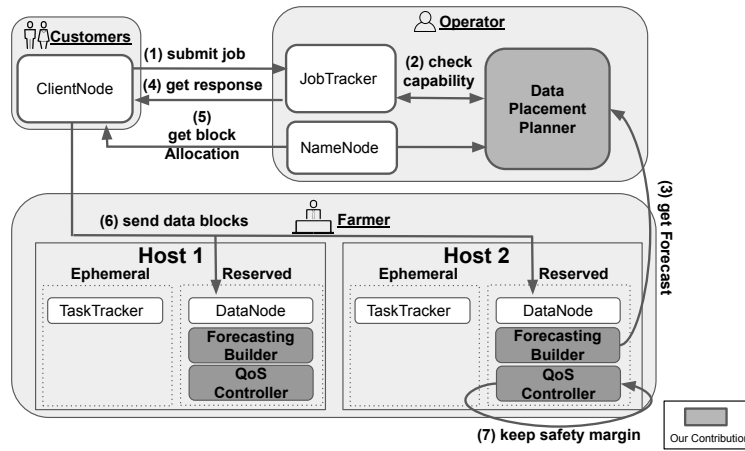 Customers
Operator
(1) submit job
ClientNode
(4) get response
JobTracker
(2) check
capability
Data
Placement
Planner
(5)
get block
Allocation
NameNode
(3) get Forecast
(6) send data blocks
Farmer
Host 1
Host 2
Ephemeral
Reserved
Ephemeral
Reserved
TaskTracker
DataNode
TaskTracker
DataNode
Forecasting
Builder
Forecasting
Builder
QoS
Controller
QoS
Controller
(7) keep safety margin
Our Contribution